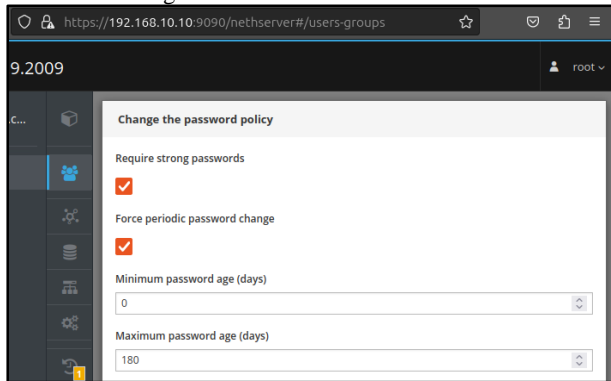 https://192.168.10.10:9090/nethserver#/users-groups
9.2009
root
.c...
Change the password policy
Require strong passwords
Force periodic password change
Minimum password age (days)
0
Maximum password age (days)
180
1